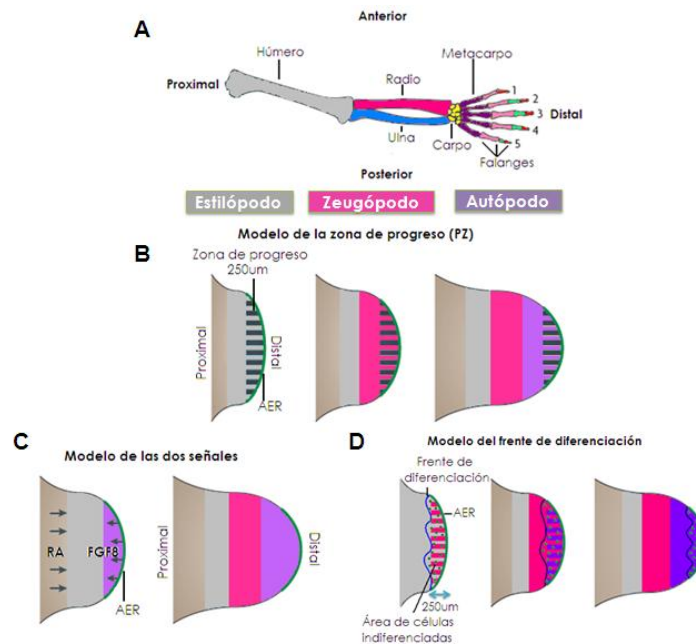 Anterior
A
Húmero
Metacarpo
Proximal
Radio
1
2
3
Distal
4
5
Ulna
Carpo
Falanges
Posterior
Estilópodo
Zeugópodo
Autópodo
Modelo de la zona de progreso (PZ)
B
Zona de progreso
250um
Proximal
Distal
AER
C
Modelo de las dos señales
RA
FGF8
AER
Proximal
Distal
D
Modelo del frente de diferenciación
Frente de
diferenciación
AER
250um
Área de células
indiferenciadas